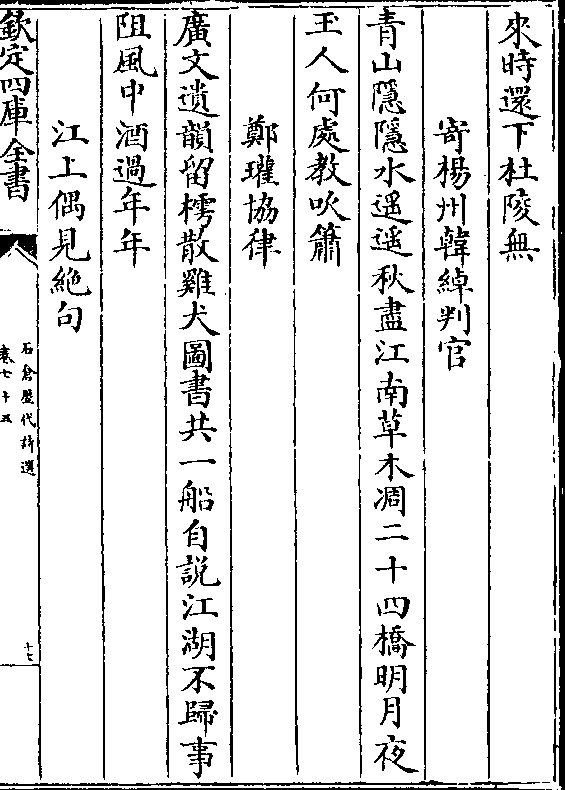 來時還下杜陵無
寄楊州韓綽判官
青山隱隱水遥遥秋盡江南草木凋二十四橋明月夜
玉人何處教吹簫
鄭瓘協律
廣文遺韻留樗散雞犬圖書共一船自説江湖不歸事
阻風中酒過年年
江上偶見絶句
欽定四庫全書
石倉歷代詩選
卷七十五
十七